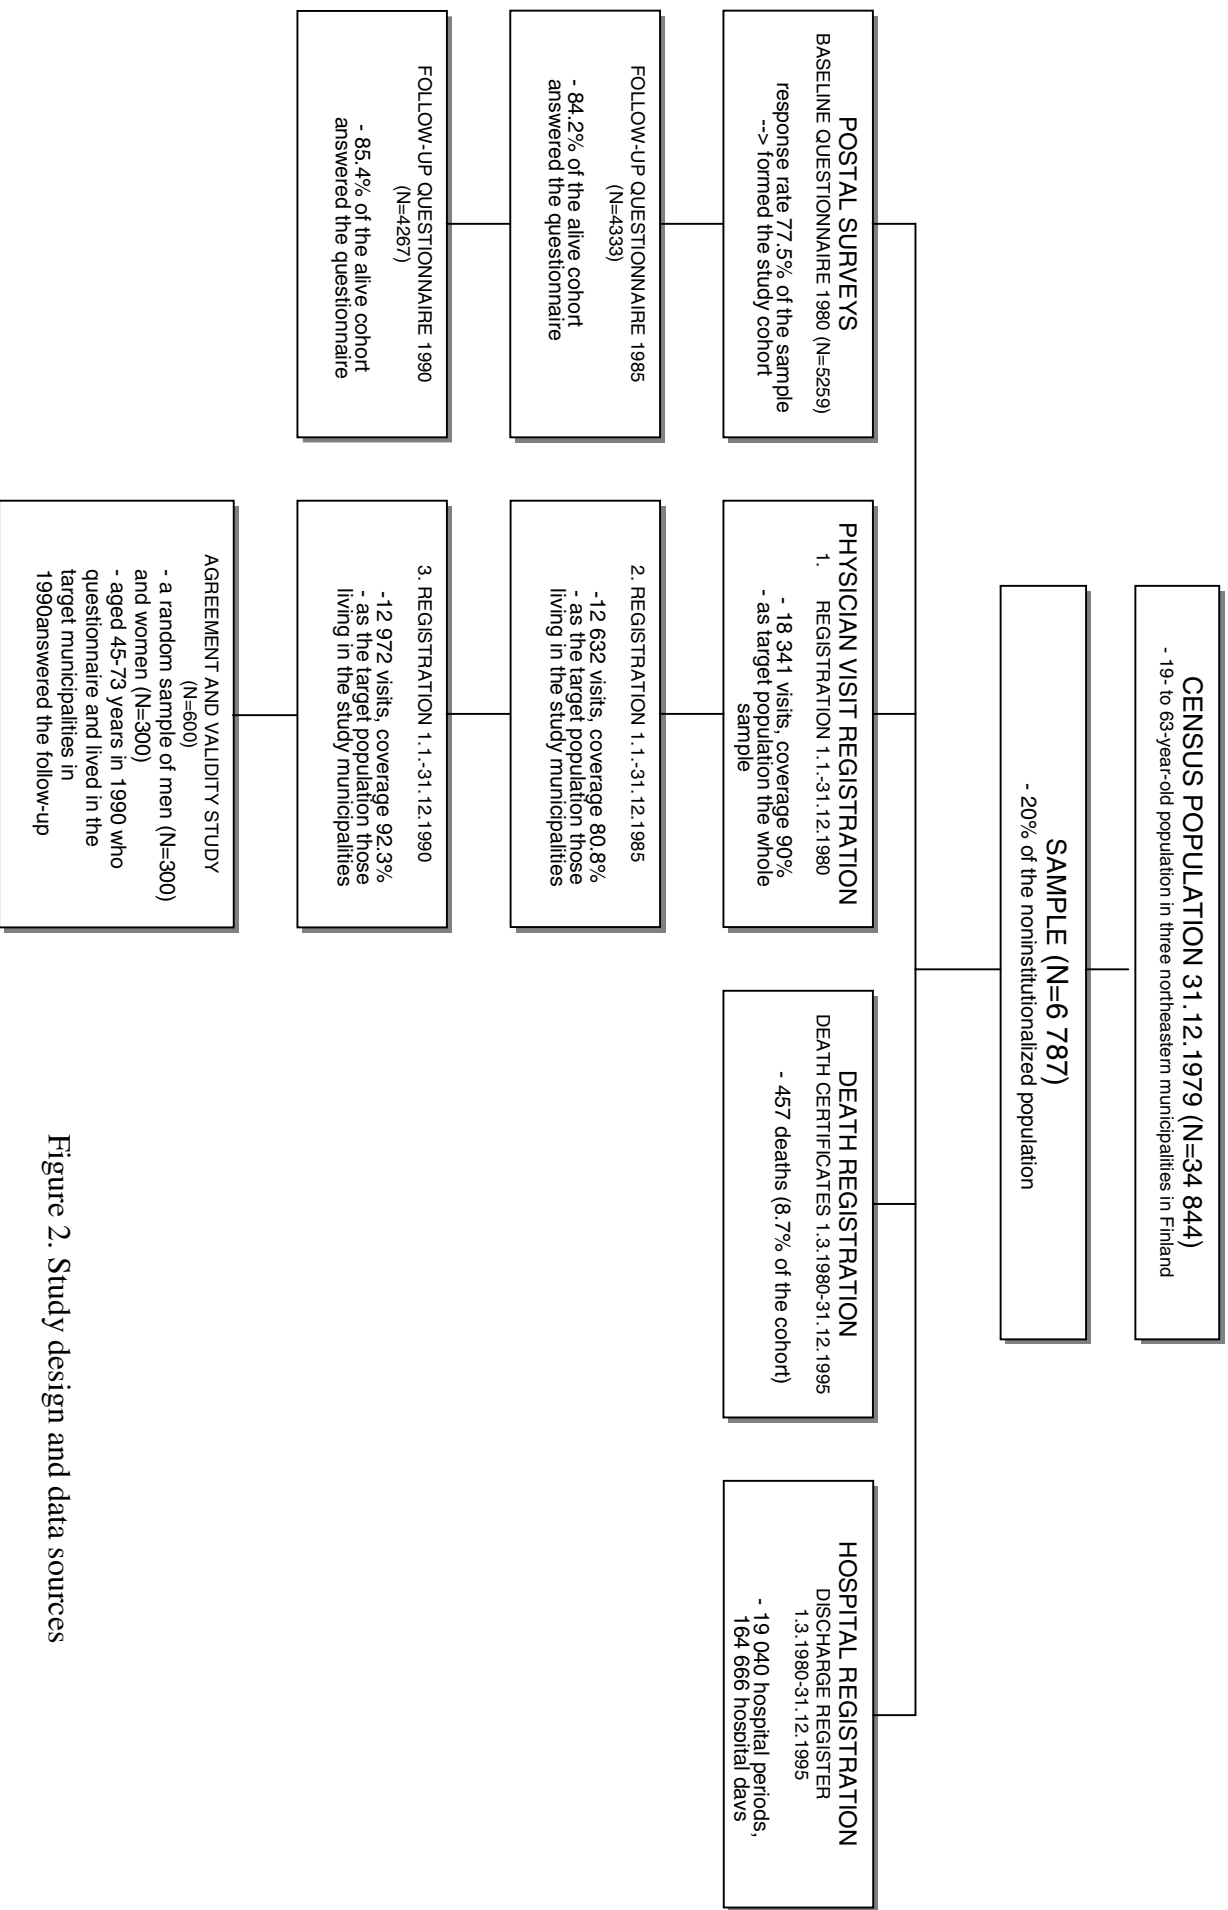 CENSUS POPULATION 31.12.1979 (N=34 844)
- 19- to 63-year-old population in three northeastern municipalities in Finland
SAMPLE (N=6 787)
- 20% of the noninstitutionalized population
POSTAL SURVEYS
BASELINE QUESTIONNAIRE 1980 (N=5259)
response rate 77.5% of the sample
--> formed the study cohort
FOLLOW-UP QUESTIONNAIRE 1985
(N=4333)
- 84.2% of the alive cohort
answered the questionnaire
FOLLOW-UP QUESTIONNAIRE 1990
(N=4267)
- 85.4% of the alive cohort
answered the questionnaire
PHYSICIAN VISIT REGISTRATION
1. REGISTRATION 1.1.-31.12.1980
- 18 341 visits, coverage 90%
- as target population the whole
sample
2. REGISTRATION 1.1.-31.12.1985
-12 632 visits, coverage 80.8%
- as the target population those
living in the study municipalities
3. REGISTRATION 1.1.-31.12.1990
-12 972 visits, coverage 92.3%
- as the target population those
living in the study municipalities
AGREEMENT AND VALIDITY STUDY
(N=600)
- a random sample of men (N=300)
and women (N=300)
- aged 45-73 years in 1990 who
questionnaire and lived in the
target municipalities in
1990answered the follow-up
DEATH REGISTRATION
DEATH CERTIFICATES 1.3.1980-31.12.1995
- 457 deaths (8.7% of the cohort)
HOSPITAL REGISTRATION
DISCHARGE REGISTER
1.3.1980-31.12.1995
- 19 040 hospital periods,
164 666 hospital days
Figure 2. Study design and data sources